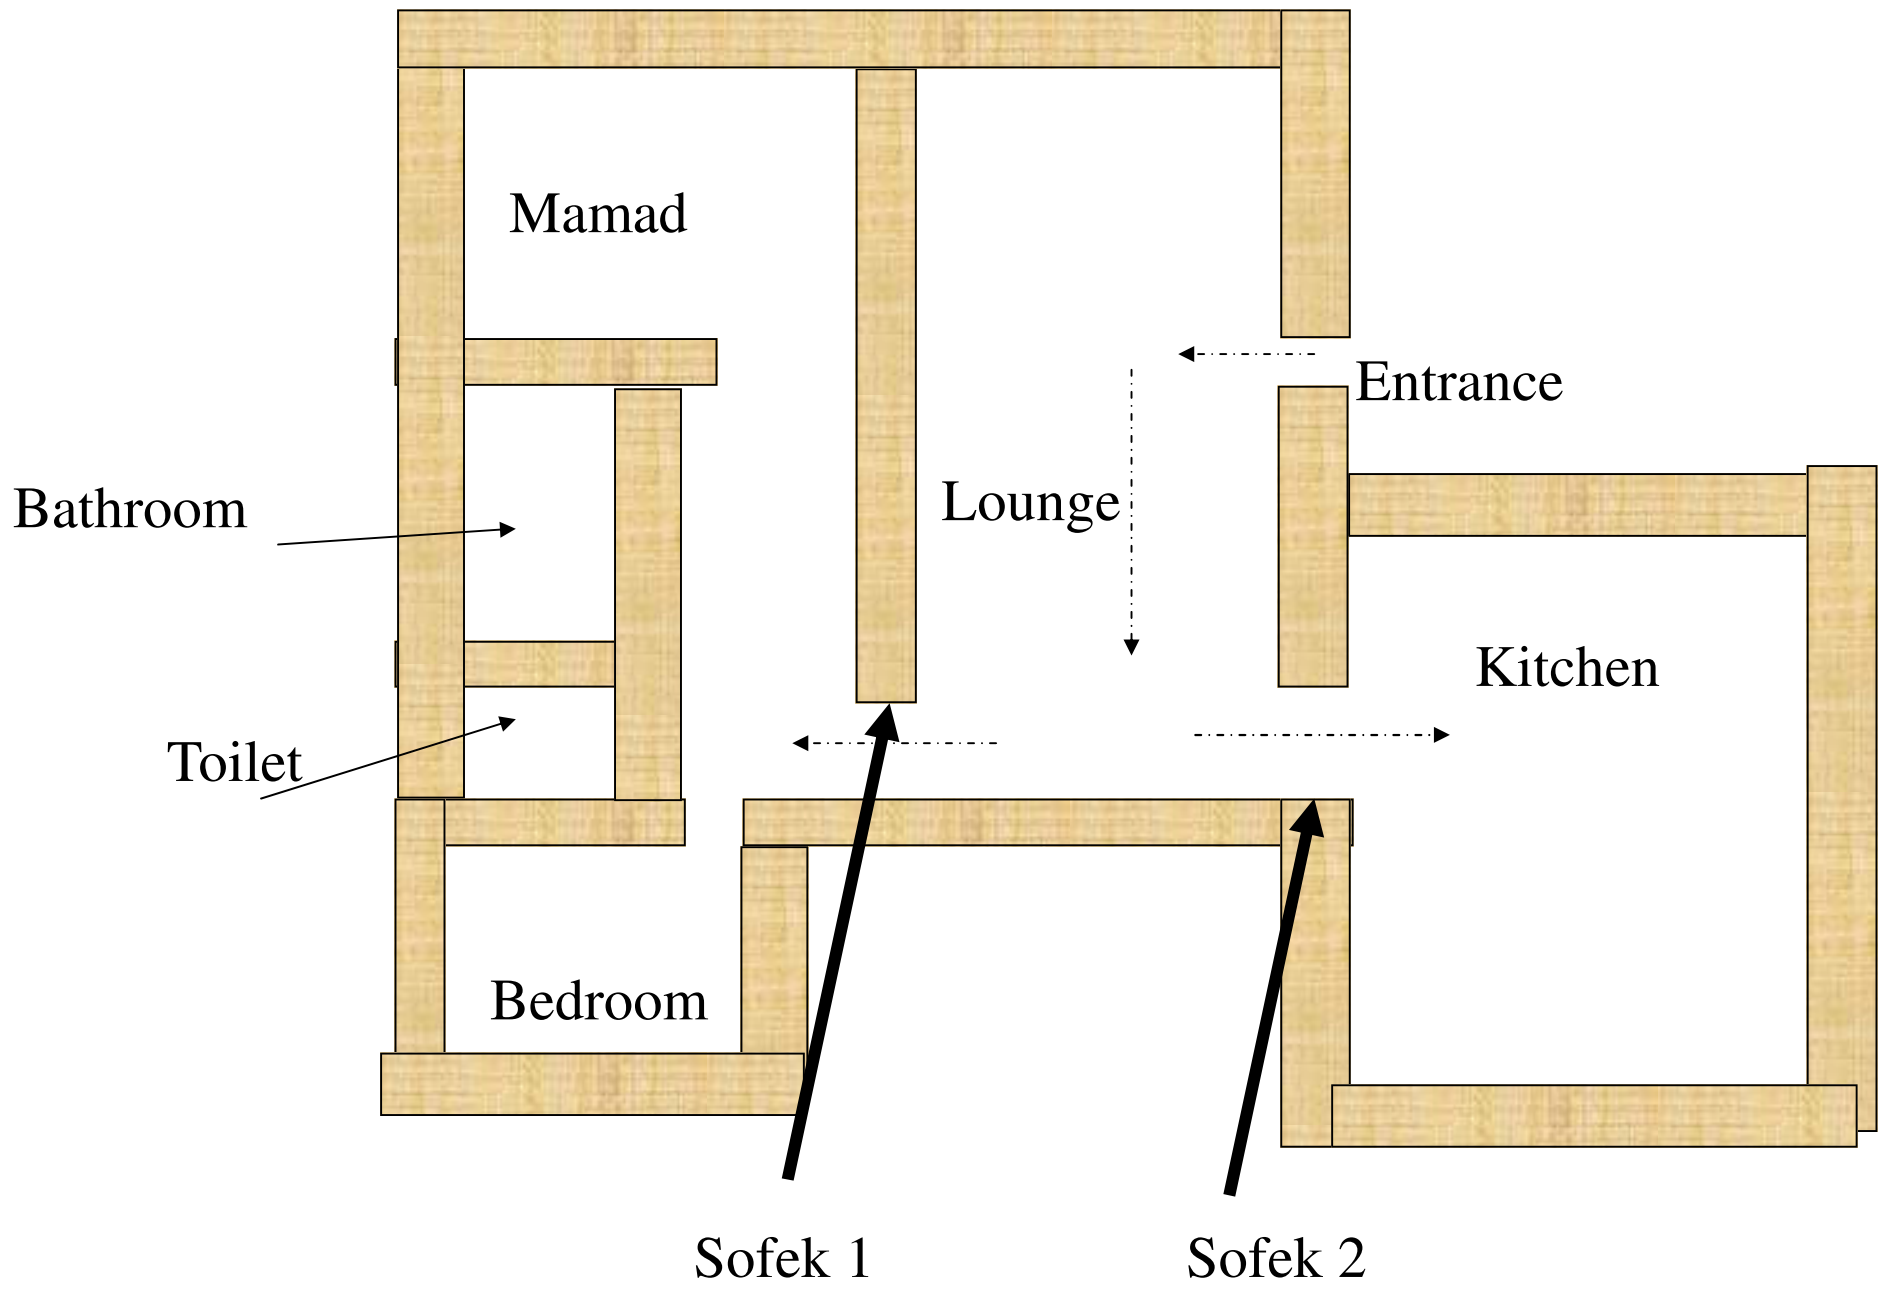 Mamad
Entrance
Lounge
Bathroom
Kitchen
Toilet
Bedroom
Sofek 1
Sofek 2